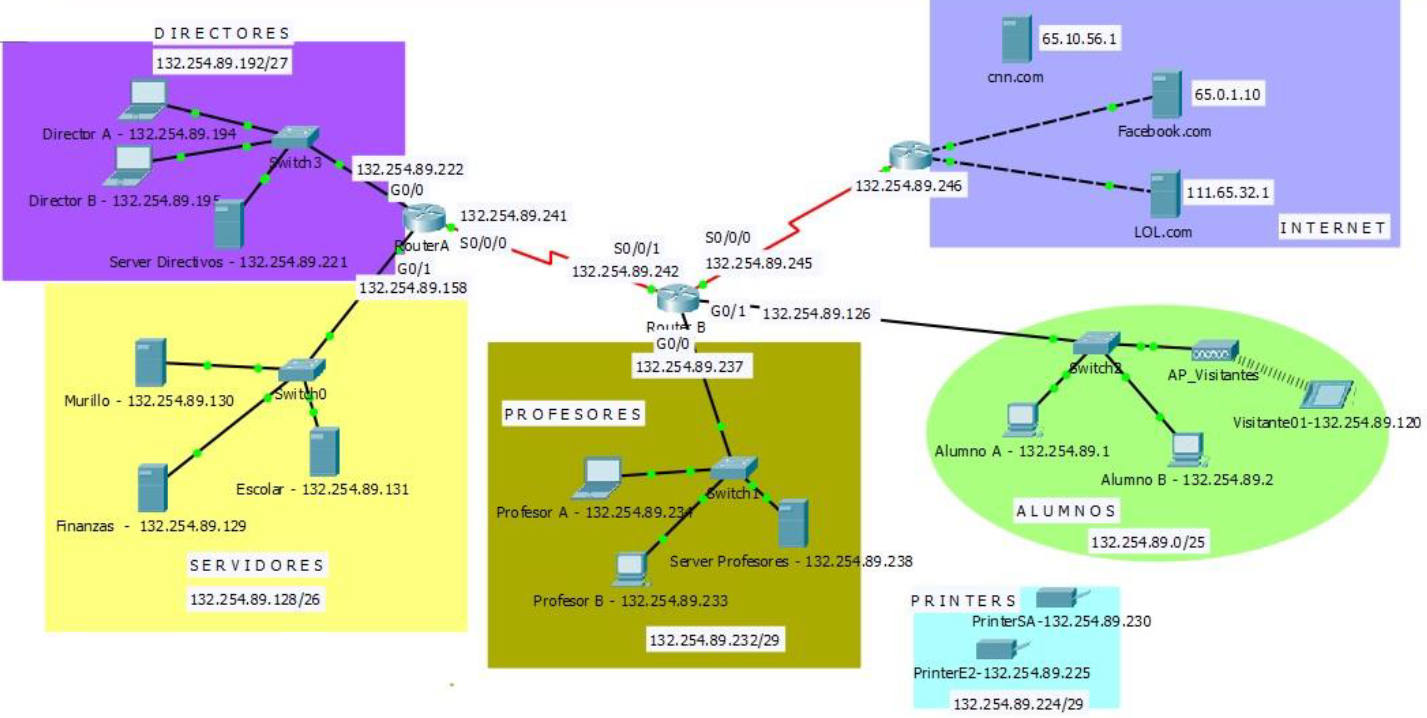 DIRECTORES
132.254.89.192/27
Director A - 132.254.89.194
Switch3
Director B - 132.254.89.195
Server Directivos - 132.254.89.221
132.254.89.222
G0/0
RouterA
132.254.89.241
S0/0/0
G0/1
132.254.89.158
Murillo - 132.254.89.130
Switch0
Escolar - 132.254.89.131
Finanzas - 132.254.89.129
SERVIDORES
132.254.89.128/26
S0/0/1
132.254.89.242
S0/0/0
132.254.89.245
Router B
G0/1
132.254.89.126
G0/0
132.254.89.237
PROFESORES
Switch1
Profesor A - 132.254.89.234
Server Profesores - 132.254.89.238
Profesor B - 132.254.89.233
132.254.89.232/29
65.10.56.1
cnn.com
65.0.1.10
Facebook.com
132.254.89.246
111.65.32.1
LOL.com
INTERNET
Switch2
AP_Visitantes
Visitante01-132.254.89.120
Alumno A - 132.254.89.1
Alumno B - 132.254.89.2
ALUMNOS
132.254.89.0/25
PRINTERS
PrinterSA-132.254.89.230
PrinterE2-132.254.89.225
132.254.89.224/29